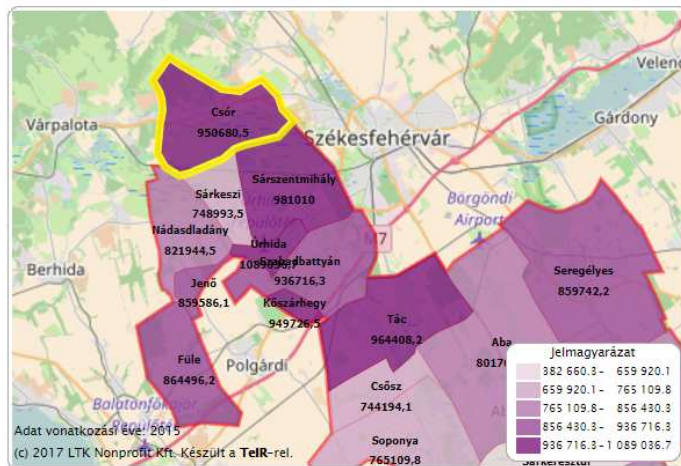 Velence
Csór
950680,5
Gárdony
Várpalota
Székesfehérvár
Sárszentmihály
981010
Sárkeszi
748993,5
Börgöndi
Airport
Nádasdladány
821944,5
Úrhida
M7
Szabadbattyán
936716,3
Seregélyes
859742,2
Berhida
Jenő
859586,1
Kőszárhegy
949726,5
Tác
964408,2
Aba
Füle
864496,2
Polgárdi
Jelmagyarázat
382 660.3- 659 920.1
659 920.1- 765 109.8
765 109.8- 856 430.3
856 430.3- 936 716.3
936 716.3-1 089 036.7
Csősz
744194,1
Soponya
765109,8
Adat vonatkozási éve: 2015
(c) 2017 LTK Nonprofit Kft. Készült a TeIR-rel.